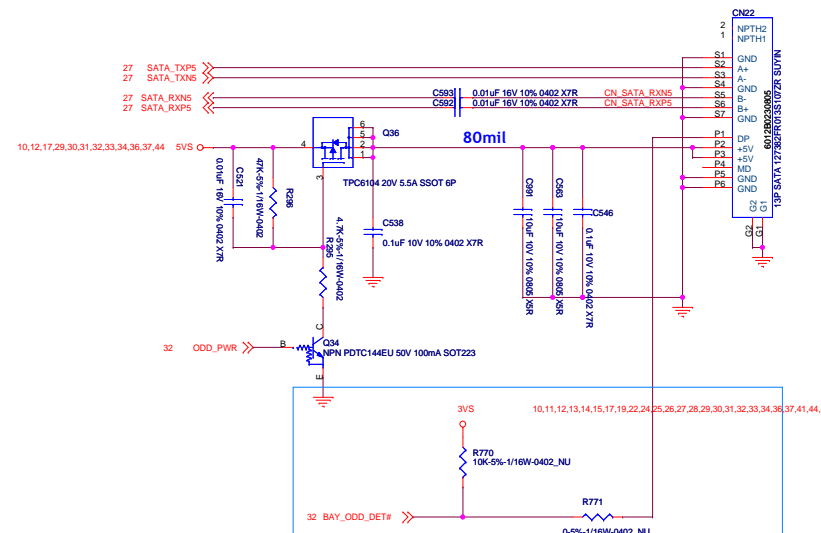 CN22
2 NPTH2
1 NPTH1
S1 GND
27 SATA_TXP5 S2 A+
27 SATA_TXN5 S3 A-
S4 GND
27 SATA_RXN5 C593 0.01uF 16V 10% 0402 X7R CN_SATA_RXN5 S5 B-
27 SATA_RXP5 C592 0.01uF 16V 10% 0402 X7R CN_SATA_RXP5 S6 B+
S7 GND
6012B0230805
13P SATA 127382FR013S107ZR SUYIN
P1 DP
P2 +5V
P3 +5V
P4 MD
P5 GND
P6 GND
G2 G1
G2 G1
10,12,17,29,30,31,32,33,34,36,37,44 5VS
4
6
5
2
1
3
Q36
80mil
TPC6104 20V 5.5A SSOT 6P
C521
0.01uF 16V 10% 0402 X7R
R296
47K-5%-1/16W-0402
R295
4.7K-5%-1/16W-0402
C538
0.1uF 10V 10% 0402 X7R
C991
10uF 10V 10% 0805 X5R
C563
10uF 10V 10% 0805 X5R
C546
0.1uF 10V 10% 0402 X7R
32 ODD_PWR
B
C
E
Q34
NPN PDTC144EU 50V 100mA SOT223
3VS
10,11,12,13,14,15,17,19,22,24,25,26,27,28,29,30,31,32,33,34,36,37,41,44,
R770
10K-5%-1/16W-0402_NU
32 BAY_ODD_DET#
R771
0-5%-1/16W-0402_NU